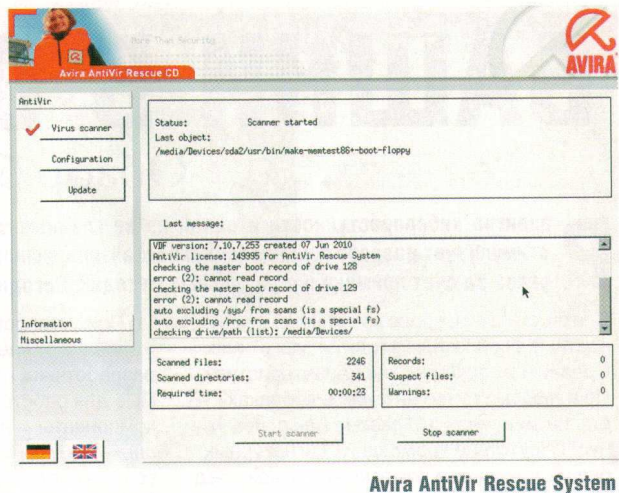 More Than Security
AVIRA
Avira AntiVir Rescue CD
AntiVir
Virus scanner
Configuration
Update
Information
Miscellaneous
Status: Scanner started
Last object:
/media/Devices/sda2/usr/bin/make-memtest86+-boot-floppy
Last message:
VDF version: 7.10.7.253 created 07 Jun 2010
AntiVir license: 149995 for AntiVir Rescue System
checking the master boot record of drive 128
error (2): cannot read record
checking the master boot record of drive 129
error (2): cannot read record
auto excluding /sys/ from scans (is a special fs)
auto excluding /proc from scans (is a special fs)
checking drive/path (list): /media/Devices/
Scanned files: 2246
Scanned directories: 341
Required time: 00:00:23
Records: 0
Suspect files: 0
Warnings: 0
Start scanner
Stop scanner
Avira AntiVir Rescue System